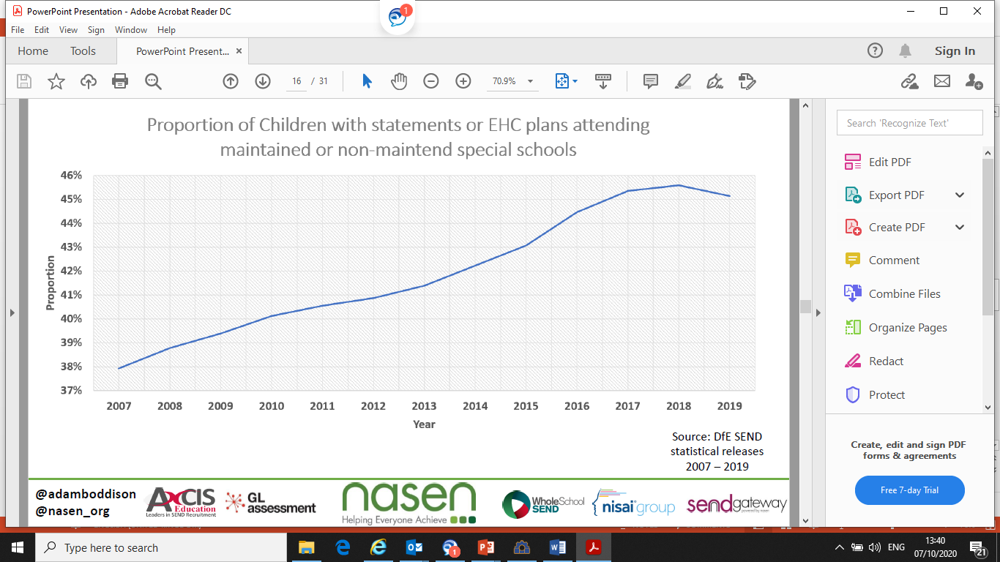 PowerPoint Presentation - Adobe Acrobat Reader DC
1
File Edit View Sign Window Help
Home Tools PowerPoint Present... ×
Sign In
16 / 31 70.9%
Proportion of Children with statements or EHC plans attending
maintained or non-maintend special schools
46%
45%
44%
43%
42%
41%
40%
39%
38%
37%
Proportion
2007 2008 2009 2010 2011 2012 2013 2014 2015 2016 2017 2018 2019
Year
Source: DfE SEND
statistical releases
2007 – 2019
@adamboddison
@nasen_org
AXCIS
Education
Leaders in SEND Recruitment
GL
assessment
nasen
Helping Everyone Achieve
WholeSchool
SEND
nisai group
sendgateway
powered by nasen
Search 'Recognize Text'
Edit PDF
Export PDF
Create PDF
Comment
Combine Files
Organize Pages
Redact
Protect
Create, edit and sign PDF
forms & agreements
Free 7-day Trial
Type here to search
1
ENG
13:40
07/10/2020
21